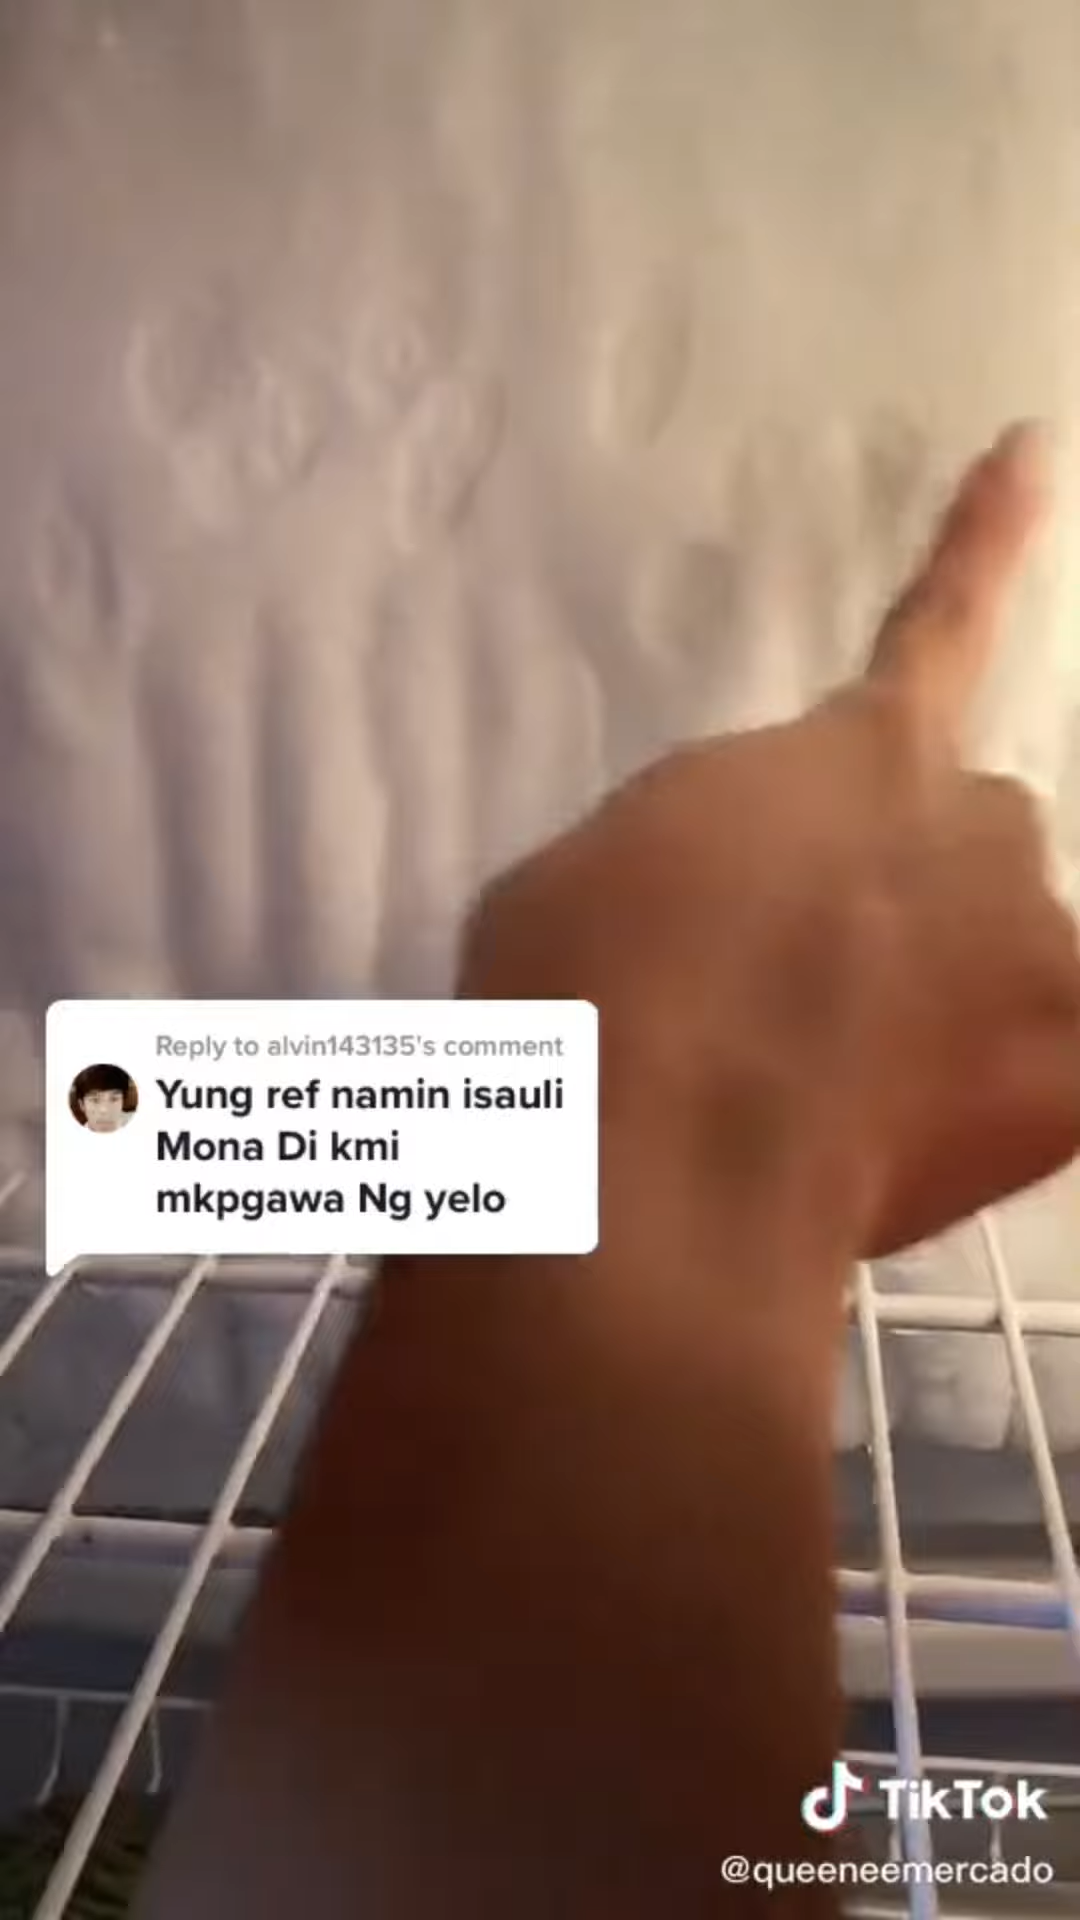 Reply to alvin143135's comment
Yung ref namin isauli
Mona Di kmi
mkpgawa Ng yelo
TikTok
@queeneemercado